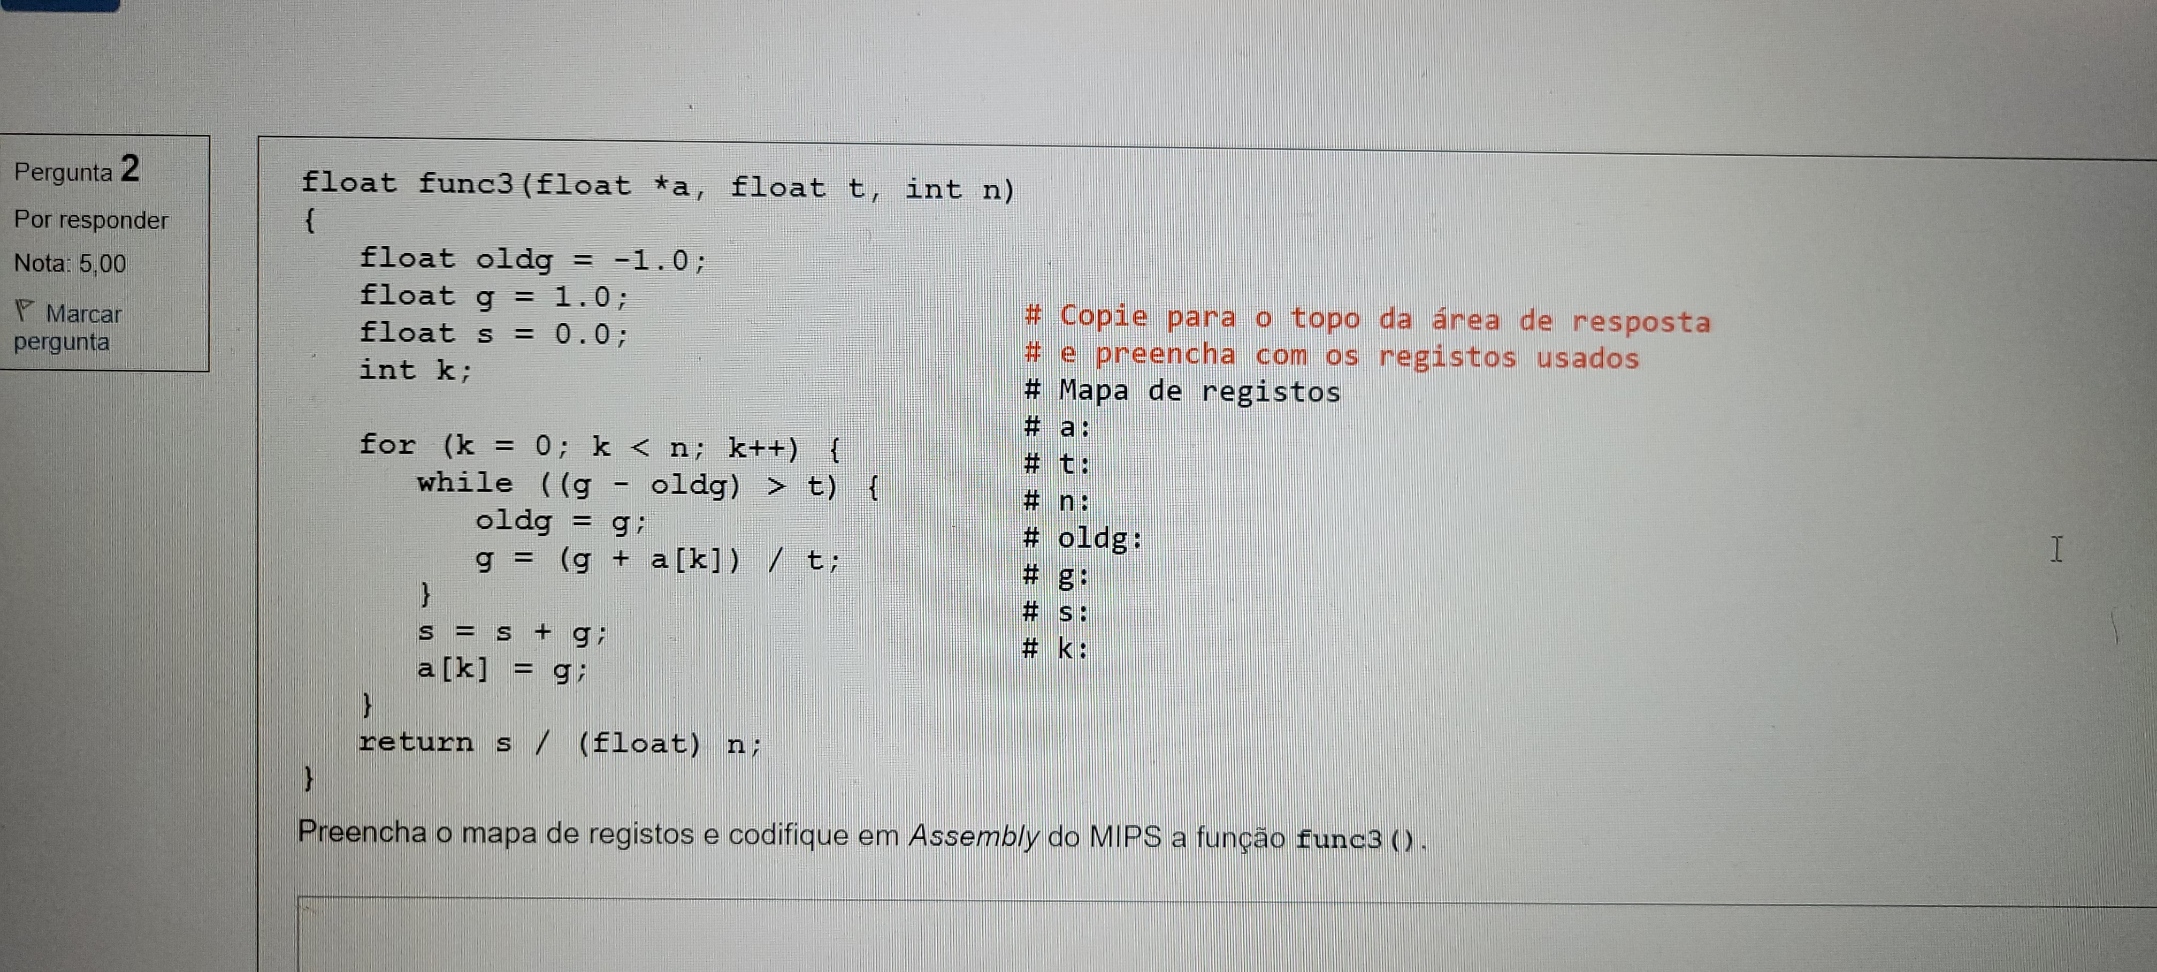 Pergunta 2
Por responder
Nota: 5,00
Marcar
pergunta
float func3(float *a, float t, int n)
{
float oldg = -1.0;
float g = 1.0;
float s = 0.0;
int k;
for (k = 0; k < n; k++) {
while ((g - oldg) > t) {
oldg = g;
g = (g + a[k]) / t;
}
s = s + g;
a[k] = g;
}
return s / (float) n;
}
# Copie para o topo da área de resposta
# e preencha com os registos usados
# Mapa de registos
# a:
# t:
# n:
# oldg:
# g:
# s:
# k:
Preencha o mapa de registos e codifique em Assembly do MIPS a função func3().